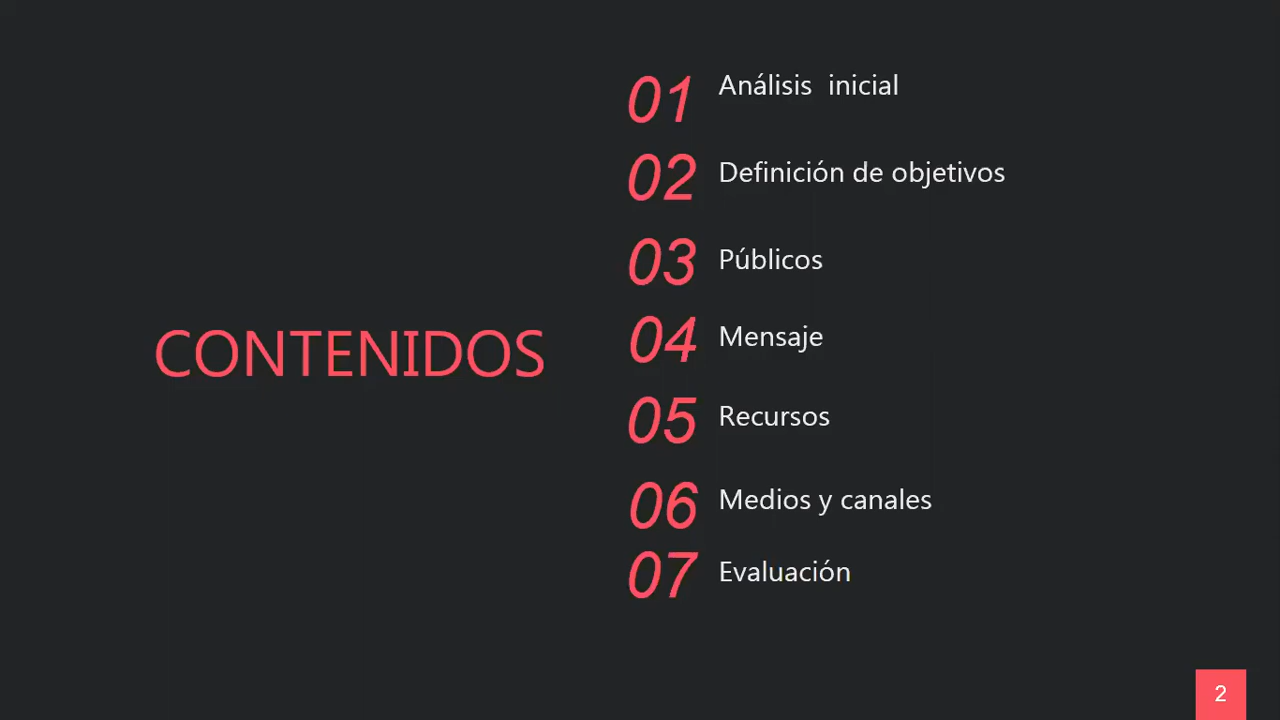 CONTENIDOS
01 Análisis inicial
02 Definición de objetivos
03 Públicos
04 Mensaje
05 Recursos
06 Medios y canales
07 Evaluación
2